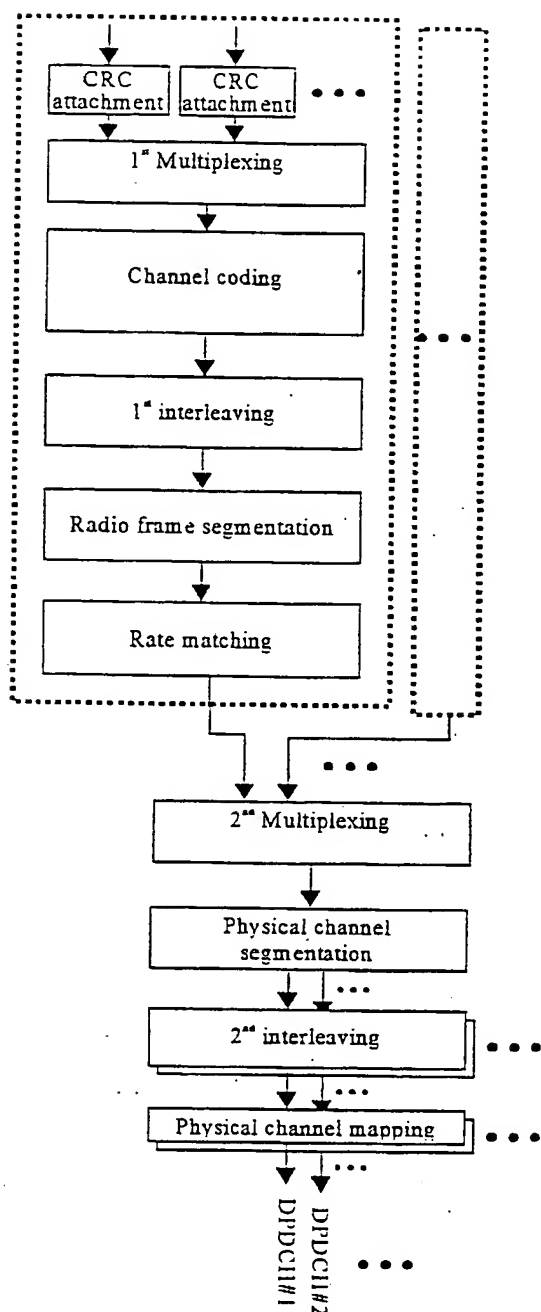 CRC
attachment
CRC
attachment
1st Multiplexing
Channel coding
1st interleaving
Radio frame segmentation
Rate matching
2nd Multiplexing
Physical channel
segmentation
2nd interleaving
Physical channel mapping
DPDCH#1
DPDCH#2